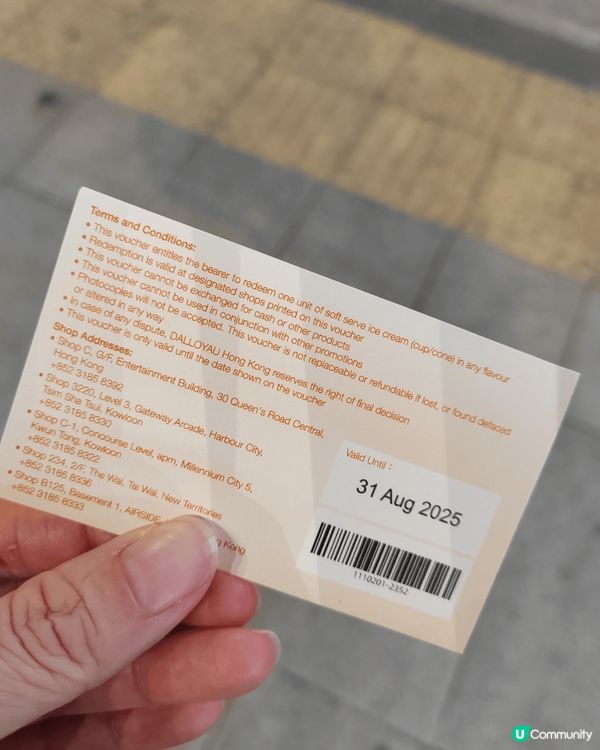 Terms and Conditions:
• This voucher entitles the bearer to redeem one unit of soft serve ice cream (cup/cone) in any flavour
• Redemption is valid at designated shops printed on this voucher
• This voucher cannot be exchanged for cash or other products
• This voucher cannot be used in conjunction with other promotions
• Photocopies will not be accepted. This voucher is not replaceable or refundable if lost, or found defaced
or altered in any way
• In case of any dispute, DALLOYAU Hong Kong reserves the right of final decision
• This voucher is only valid until the date shown on the voucher
Shop Addresses:
• Shop C, G/F, Entertainment Building, 30 Queen's Road Central,
Hong Kong
+852 3185 8392
• Shop 3220, Level 3, Gateway Arcade, Harbour City,
Tsim Sha Tsui, Kowloon
+852 3185 8330
• Shop C-1, Concourse Level, apm, Millennium City 5,
Kwun Tong, Kowloon
+852 3185 8322
• Shop 234, 2/F, The Wai, Tai Wai, New Territories
+852 3185 8336
• Shop B125, Basement 1, AIRSIDE Kong
+852 3185 8333
Valid Until :
31 Aug 2025
1110201-2352
U Community